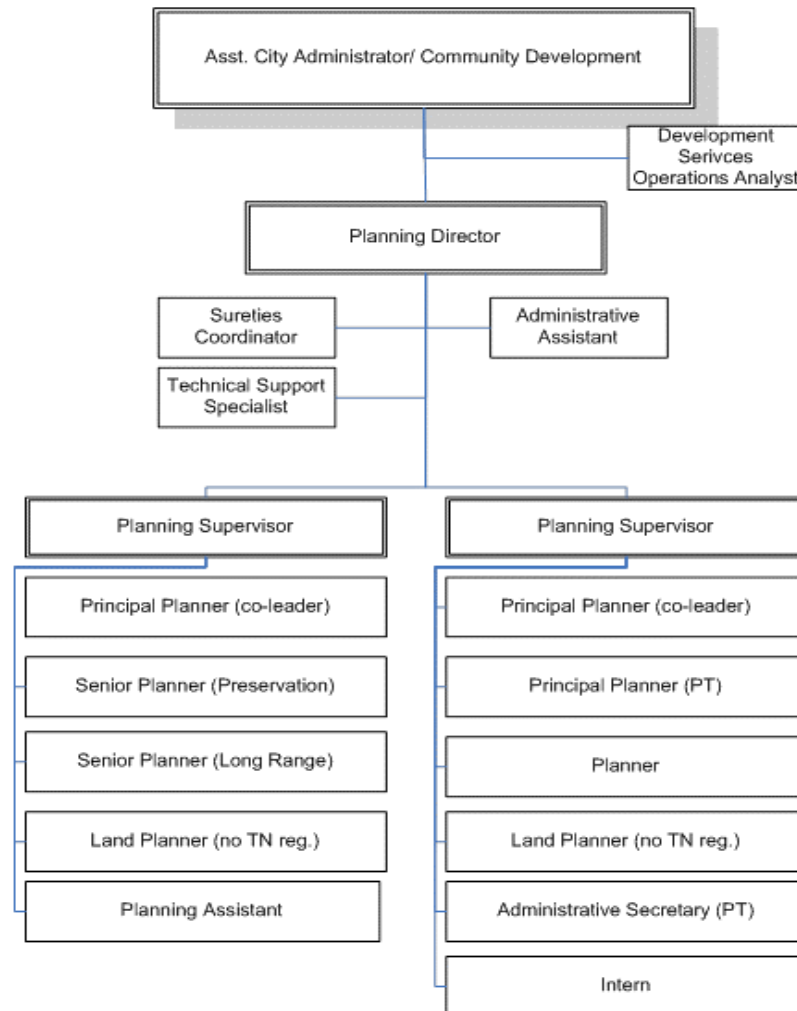 Asst. City Administrator/ Community Development
Development
Serivces
Operations Analyst
Planning Director
Sureties
Coordinator
Administrative
Assistant
Technical Support
Specialist
Planning Supervisor
Planning Supervisor
Principal Planner (co-leader)
Senior Planner (Preservation)
Senior Planner (Long Range)
Land Planner (no TN reg.)
Planning Assistant
Principal Planner (co-leader)
Principal Planner (PT)
Planner
Land Planner (no TN reg.)
Administrative Secretary (PT)
Intern